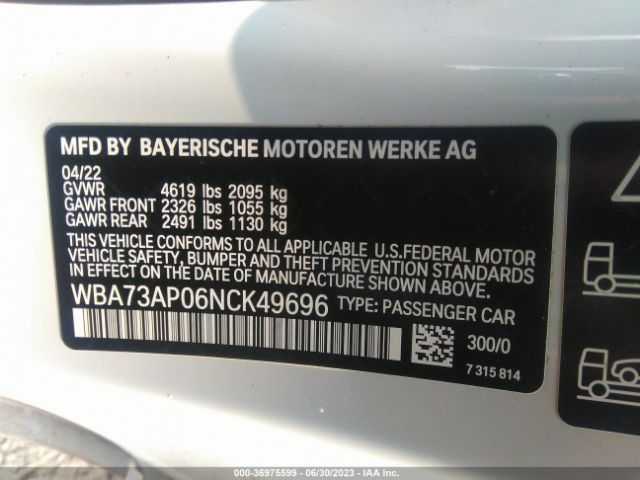 MFD BY BAYERISCHE MOTOREN WERKE AG
04/22
GVWR 4619 lbs 2095 kg
GAWR FRONT 2326 lbs 1055 kg
GAWR REAR 2491 lbs 1130 kg
THIS VEHICLE CONFORMS TO ALL APPLICABLE U.S.FEDERAL MOTOR
VEHICLE SAFETY, BUMPER AND THEFT PREVENTION STANDARDS
IN EFFECT ON THE DATE OF MANUFACTURE SHOWN ABOVE.
WBA73AP06NCK49696 TYPE: PASSENGER CAR
300/0
7 315 814
000-36975599 - 06/30/2023 - IAA Inc.